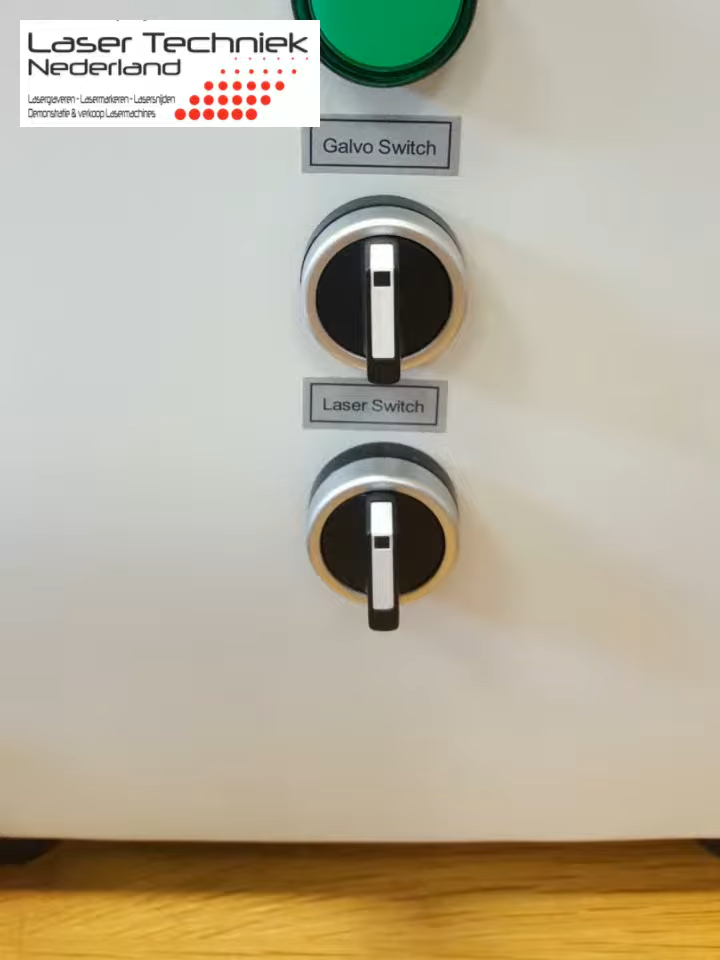 Laser Techniek
Nederland
Lasergraveren - Lasermarkeren - Lasersnijden
Demonstratie & verkoop Lasermachines
Galvo Switch
Laser Switch